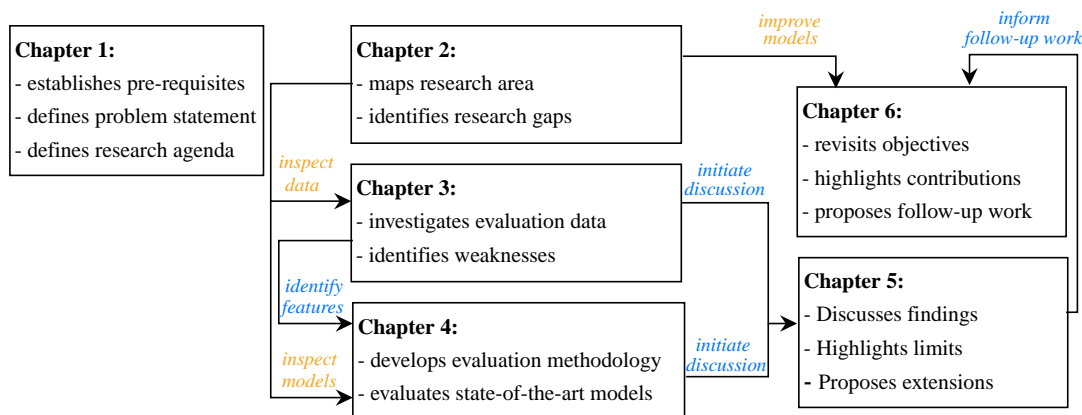 Chapter 1:
- establishes pre-requisites
- defines problem statement
- defines research agenda
Chapter 2:
- maps research area
- identifies research gaps
improve
models
inform
follow-up work
Chapter 6:
- revisits objectives
- highlights contributions
- proposes follow-up work
inspect
data
Chapter 3:
- investigates evaluation data
- identifies weaknesses
initiate
discussion
identify
features
Chapter 4:
- develops evaluation methodology
- evaluates state-of-the-art models
inspect
models
initiate
discussion
Chapter 5:
- Discusses findings
- Highlights limits
- Proposes extensions